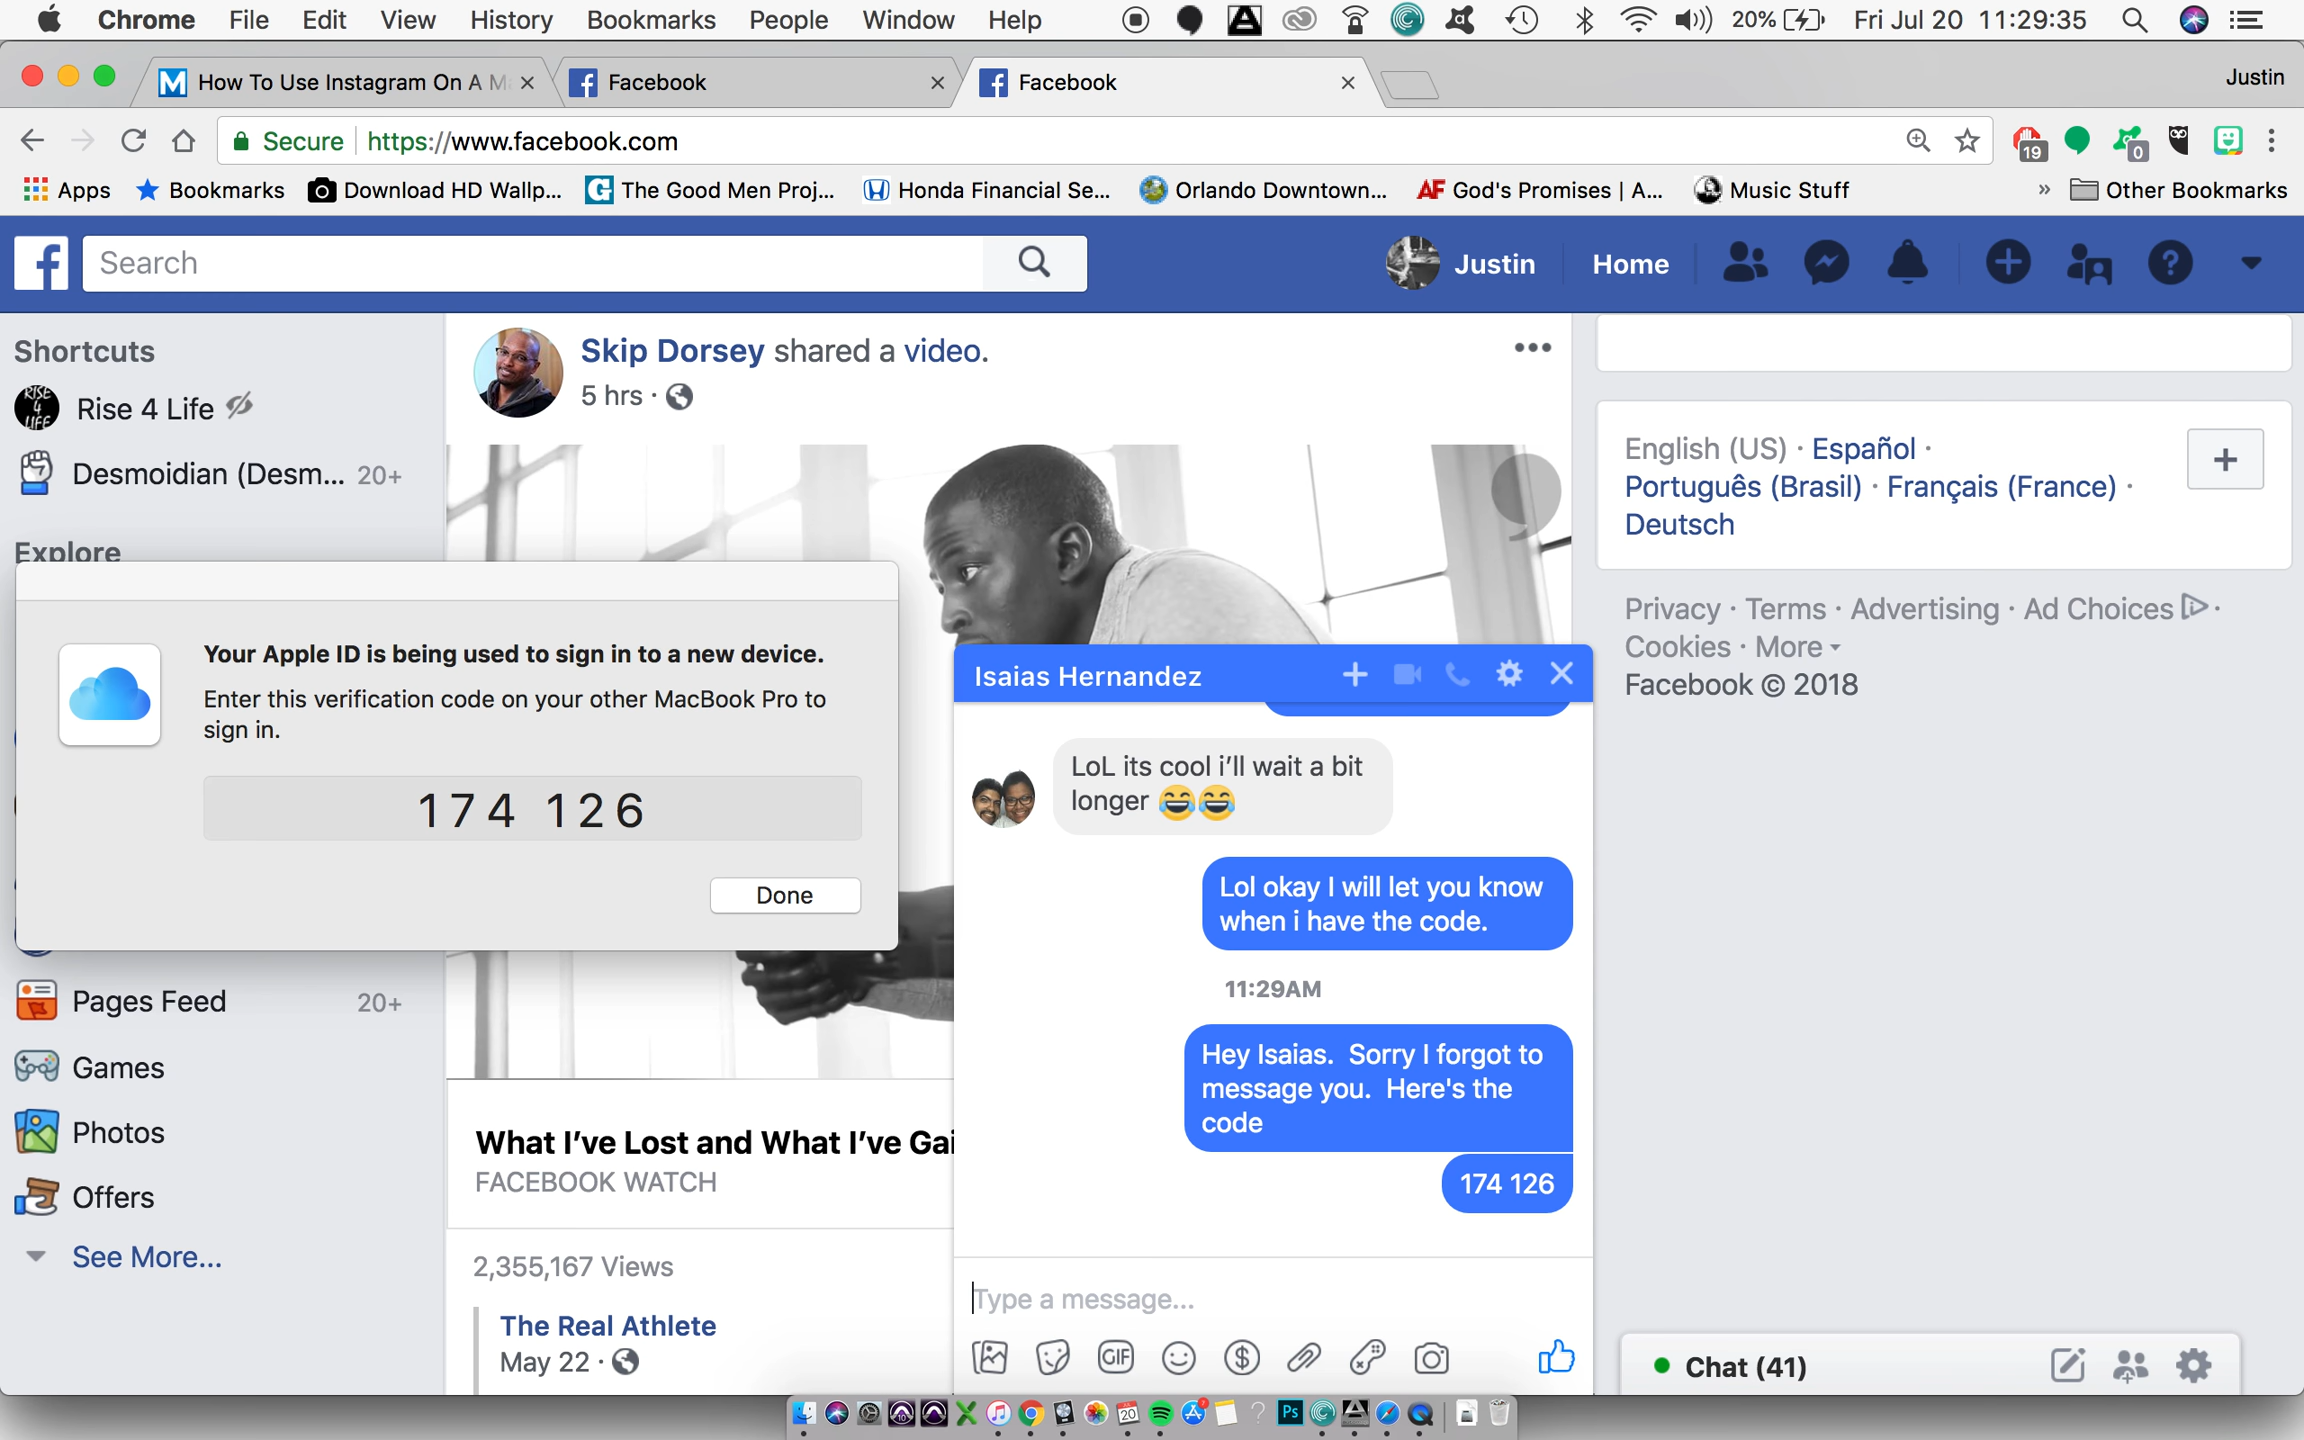 Chrome File Edit View History Bookmarks People Window Help 20% Fri Jul 20 11:29:35
How To Use Instagram On A M
Facebook
Facebook
Justin
Secure https://www.facebook.com
19
0
Apps Bookmarks Download HD Wallp... The Good Men Proj... Honda Financial Se... Orlando Downtown... God's Promises | A... Music Stuff » Other Bookmarks
Search
Justin Home
Shortcuts
RISE 4 LIFE
Rise 4 Life
Desmoidian (Desm... 20+
Explore
Skip Dorsey shared a video.
5 hrs ·
English (US) · Español ·
Português (Brasil) · Français (France) ·
Deutsch
Privacy · Terms · Advertising · Ad Choices ·
Cookies · More
Facebook © 2018
Your Apple ID is being used to sign in to a new device.
Enter this verification code on your other MacBook Pro to
sign in.
174 126
Done
Pages Feed 20+
Games
Photos
Offers
See More...
What I've Lost and What I've Gai
FACEBOOK WATCH
2,355,167 Views
The Real Athlete
May 22 ·
Isaias Hernandez
LoL its cool i'll wait a bit
longer 😂😂
Lol okay I will let you know
when i have the code.
11:29AM
Hey Isaias.  Sorry I forgot to
message you.  Here's the
code
174 126
Type a message...
GIF
Chat (41)
20
Ps